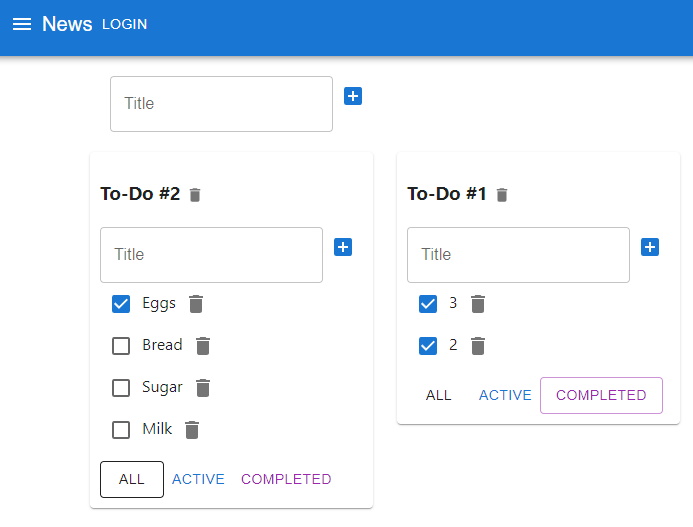 News LOGIN
Title
To-Do #2
Title
Eggs
Bread
Sugar
Milk
ALL ACTIVE COMPLETED
To-Do #1
Title
3
2
ALL ACTIVE COMPLETED